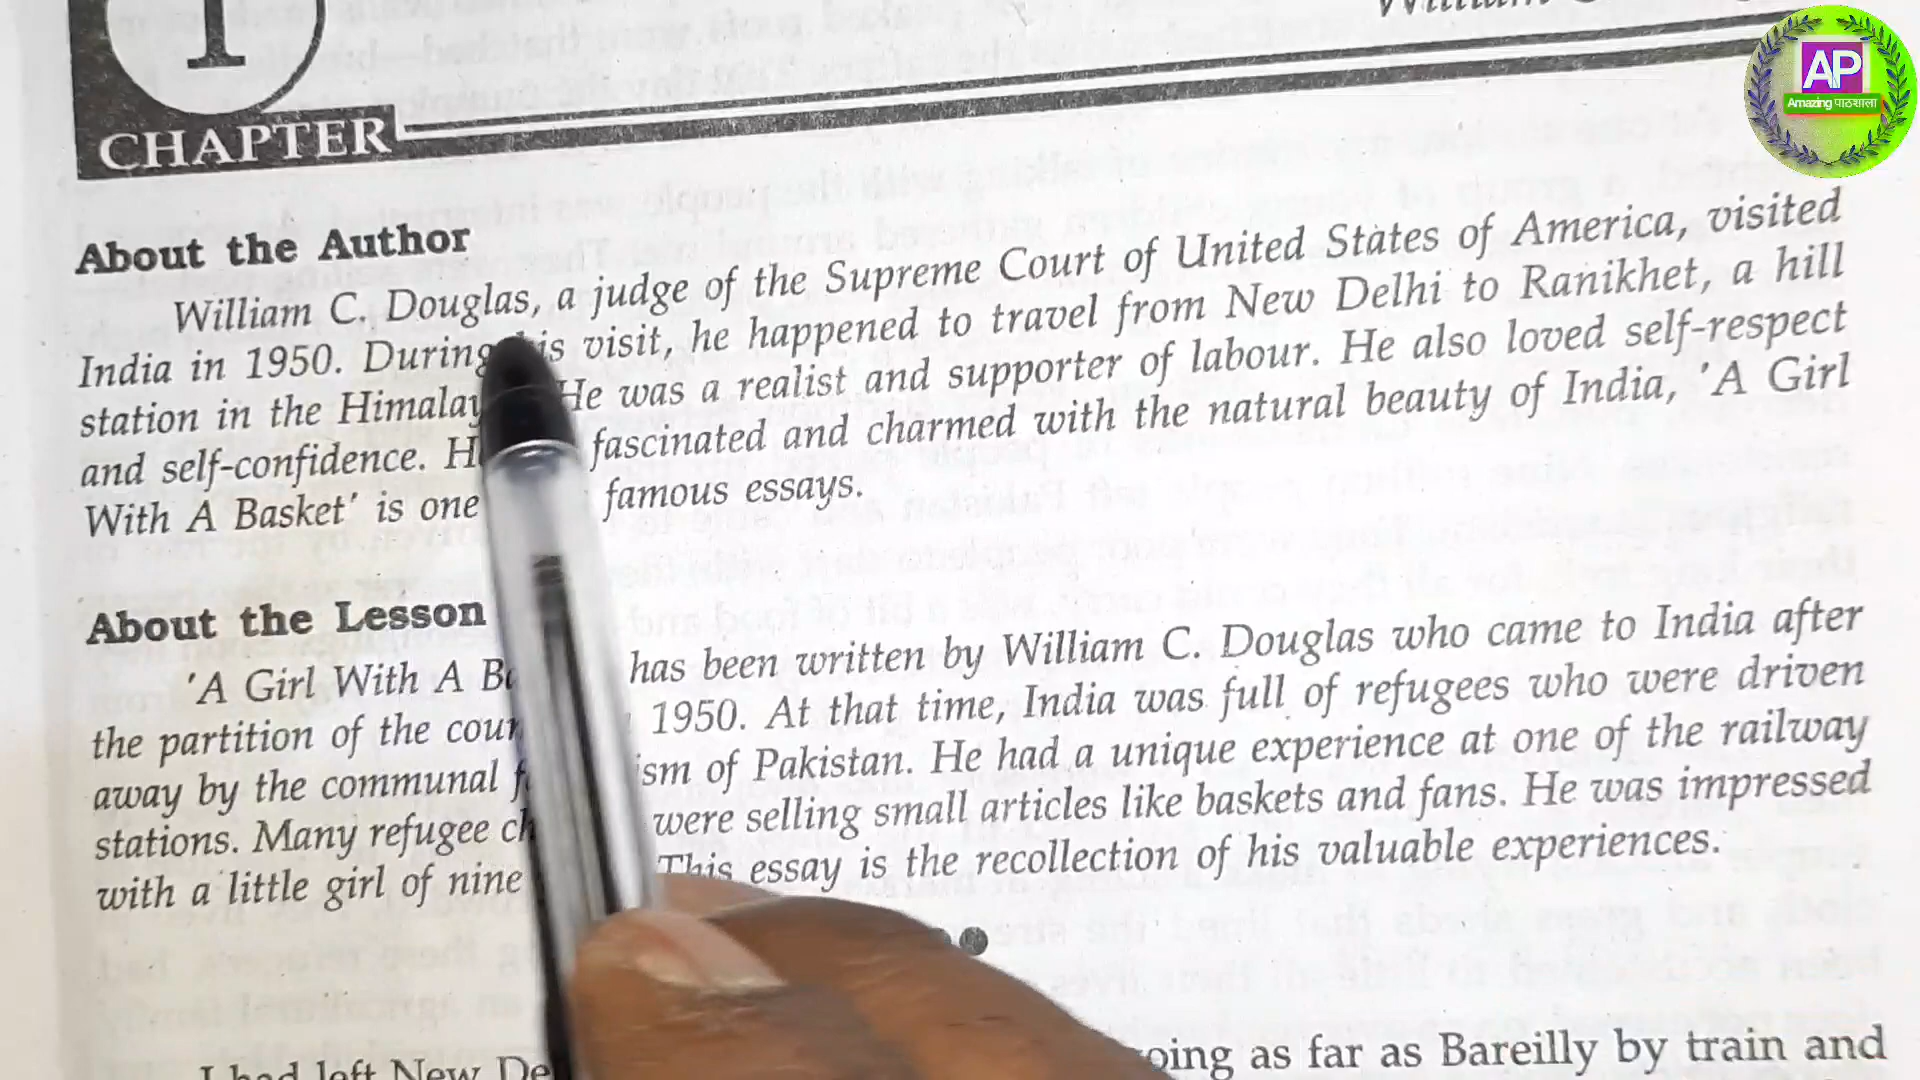 1
AP
Amazing पाठशाला
CHAPTER
About the Author
William C. Douglas, a judge of the Supreme Court of United States of America, visited
India in 1950. During his visit, he happened to travel from New Delhi to Ranikhet, a hill
station in the He was a realist and supporter of labour. He also loved self-respect
and self-confidence. fascinated and charmed with the natural beauty of India, 'A Girl
With A Basket' is one famous essays.
About the Lesson
'A Girl With A has been written by William C. Douglas who came to India after
the partition of the 1950. At that time, India was full of refugees who were driven
away by the communal of Pakistan. He had a unique experience at one of the railway
stations. Many refugee were selling small articles like baskets and fans. He was impressed
with a little girl of nine This essay is the recollection of his valuable experiences.
I had left New going as far as Bareilly by train and